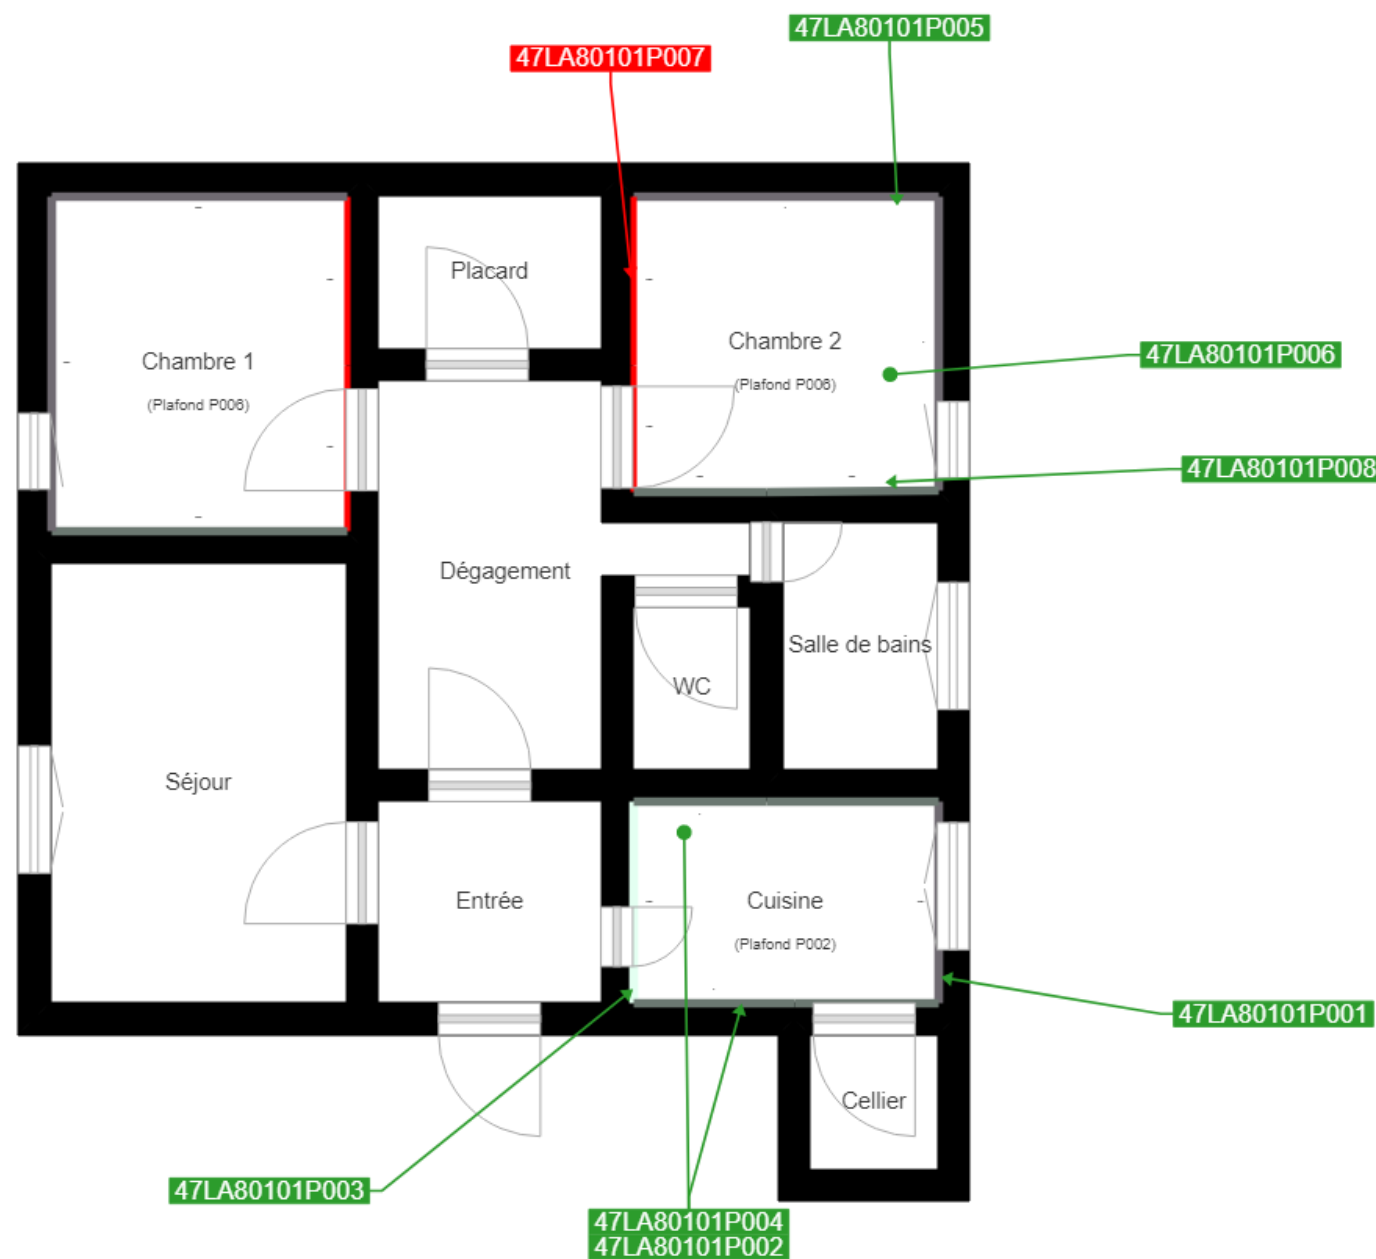 47LA80101P005
47LA80101P007
Placard
Chambre 2
(Plafond P006)
47LA80101P006
Chambre 1
(Plafond P006)
47LA80101P008
Dégagement
Salle de bains
WC
Séjour
Entrée
Cuisine
(Plafond P002)
47LA80101P001
Cellier
47LA80101P003
47LA80101P004
47LA80101P002